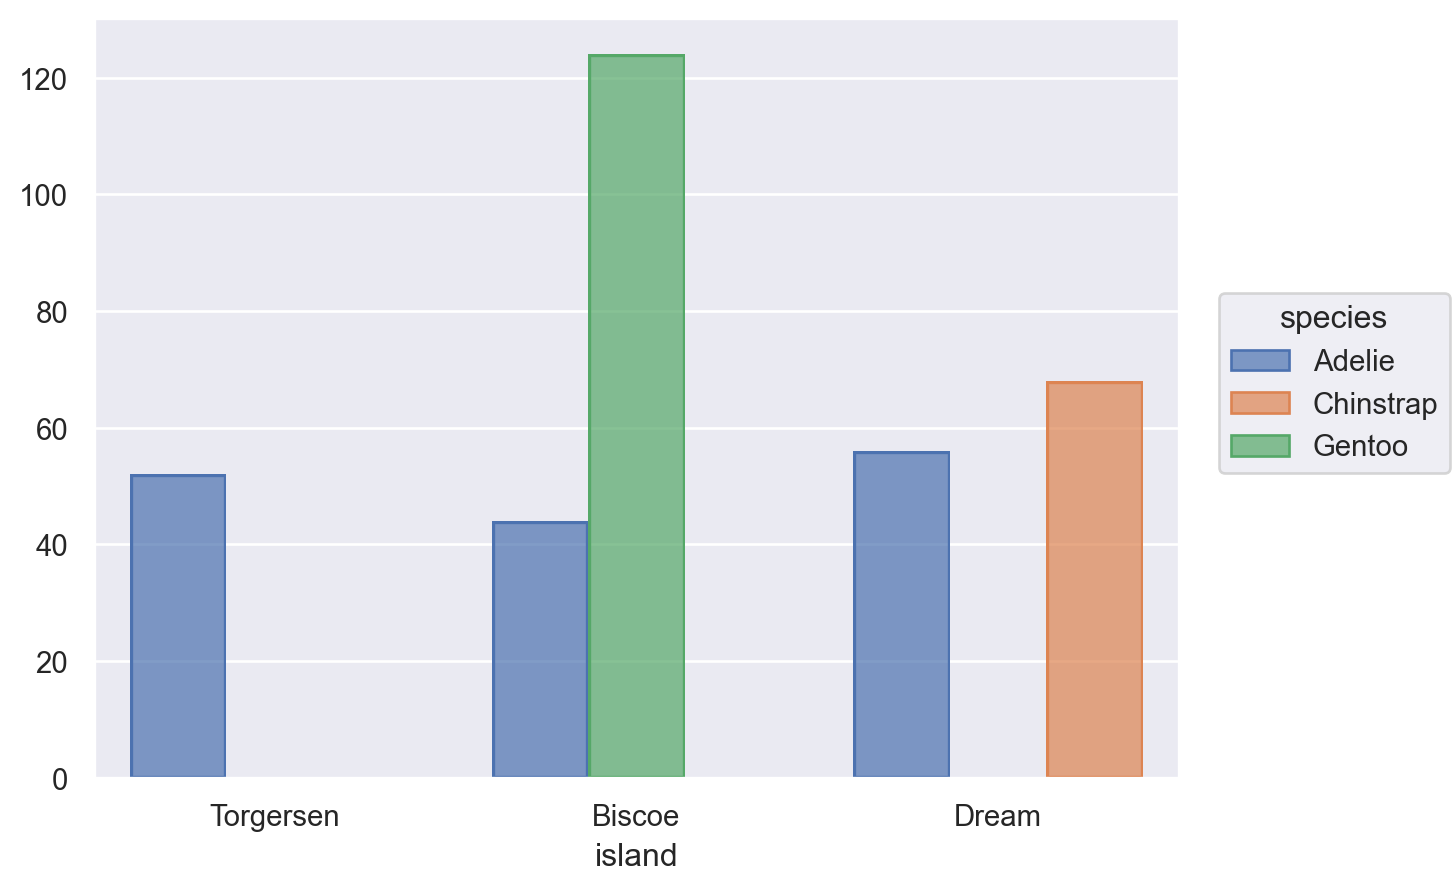 120
100
80
60
40
20
0
Torgersen
Biscoe
Dream
island
species
Adelie
Chinstrap
Gentoo